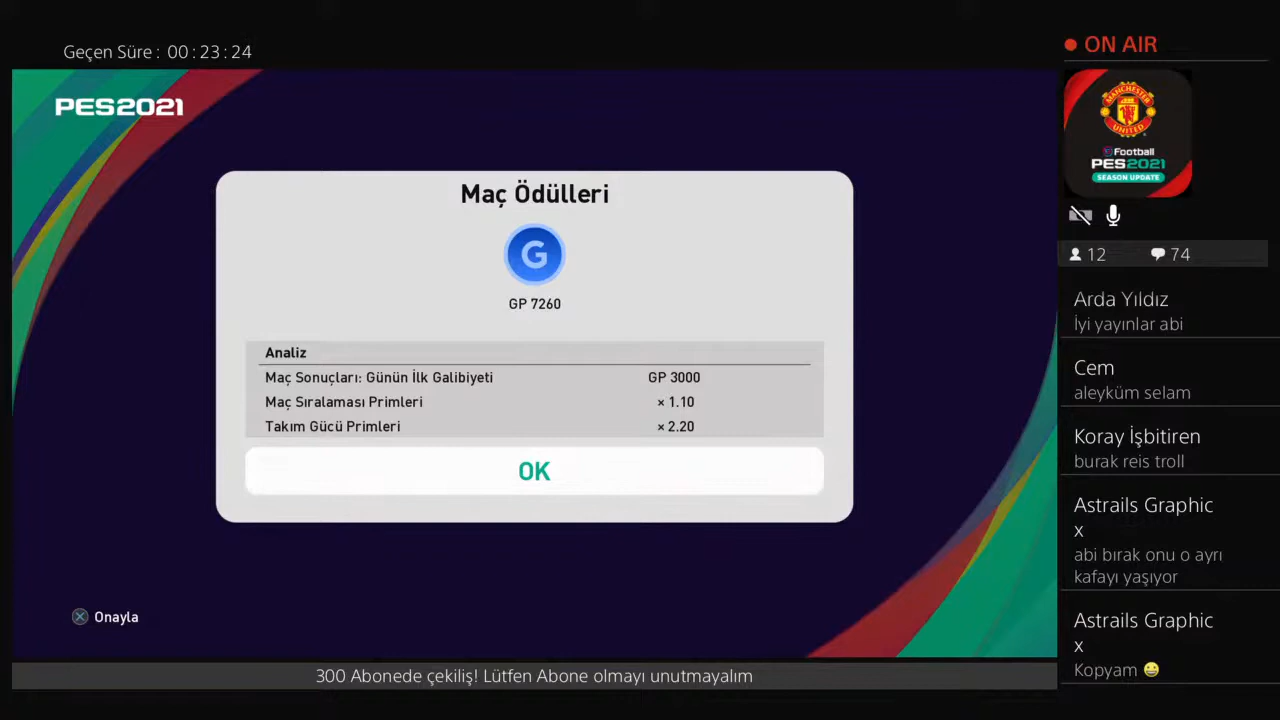 Geçen Süre : 00:23:24
PES2021
Maç Ödülleri
G
GP 7260
Analiz
Maç Sonuçları: Günün İlk Galibiyeti GP 3000
Maç Sıralaması Primleri × 1.10
Takım Gücü Primleri × 2.20
OK
Onayla
300 Abonede çekiliş! Lütfen Abone olmayı unutmayalım
ON AIR
MANCHESTER
UNITED
eFootball
PES2021
SEASON UPDATE
12 74
Arda Yıldız
İyi yayınlar abi
Cem
aleyküm selam
Koray İşbitiren
burak reis troll
Astrails Graphic
x
abi bırak onu o ayrı
kafayı yaşıyor
Astrails Graphic
x
Kopyam 😀